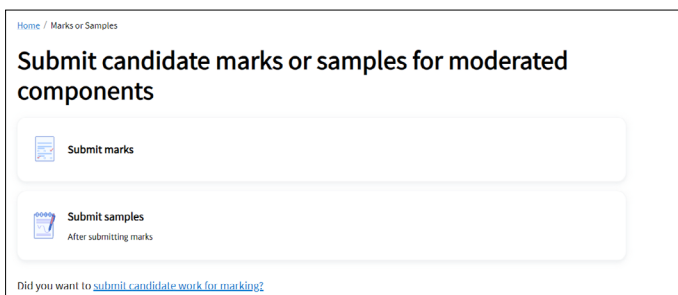 Home / Marks or Samples
Submit candidate marks or samples for moderated
components
Submit marks
Submit samples
After submitting marks
Did you want to submit candidate work for marking?